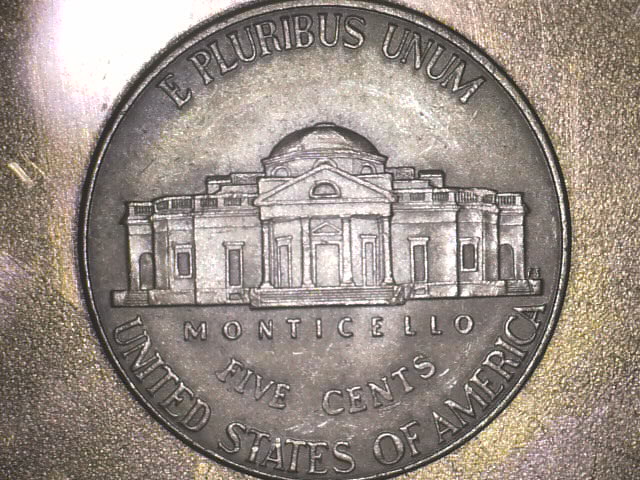 E PLURIBUS UNUM
MONTICELLO
FIVE CENTS
UNITED STATES OF AMERICA